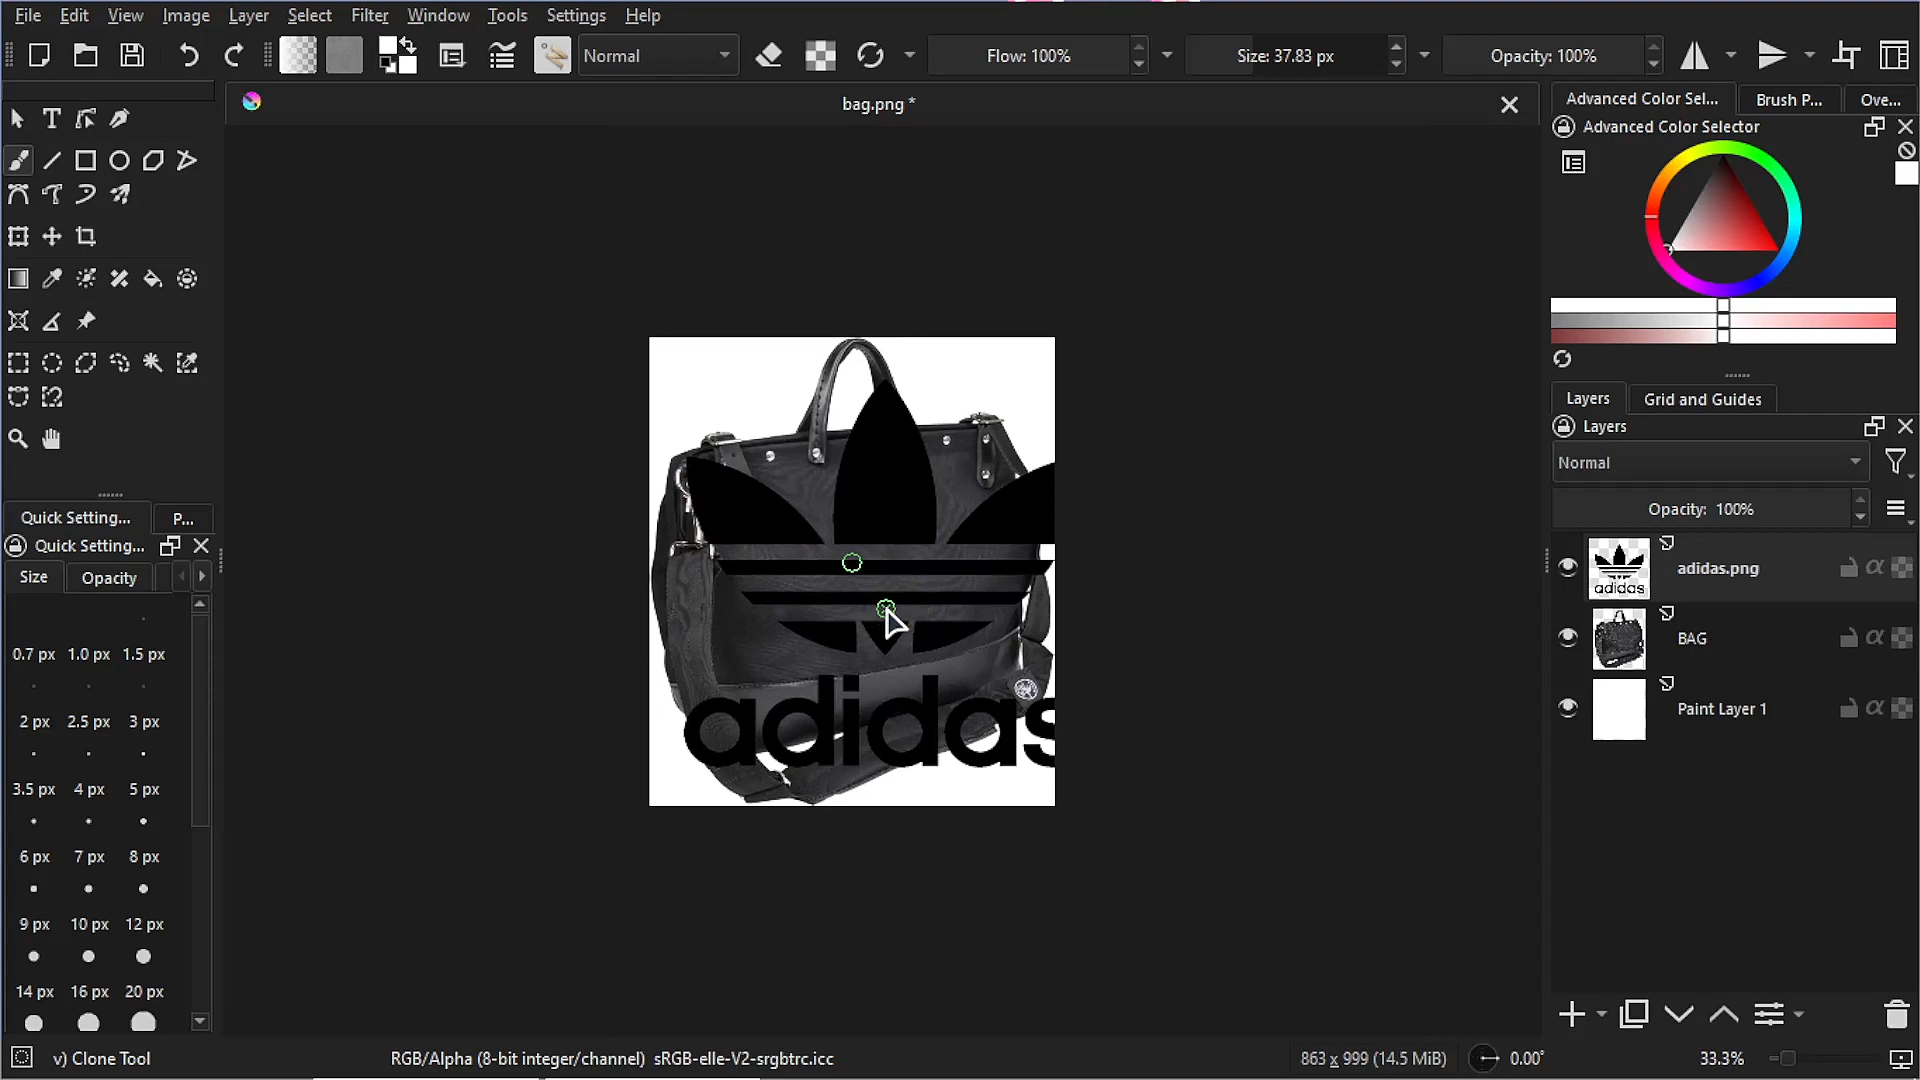 File Edit View Image Layer Select Filter Window Tools Settings Help
Normal Flow: 100% Size: 37.83 px Opacity: 100%
bag.png *
Advanced Color Sel... Brush P... Ove...
Advanced Color Selector
Layers Grid and Guides
Layers
Normal
Opacity: 100%
adidas
adidas.png
BAG
Paint Layer 1
adidas
Quick Setting... P...
Quick Setting...
Size Opacity
0.7 px 1.0 px 1.5 px
2 px 2.5 px 3 px
3.5 px 4 px 5 px
6 px 7 px 8 px
9 px 10 px 12 px
14 px 16 px 20 px
v) Clone Tool RGB/Alpha (8-bit integer/channel) sRGB-elle-V2-srgbtrc.icc 863 x 999 (14.5 MiB) 0.00° 33.3%